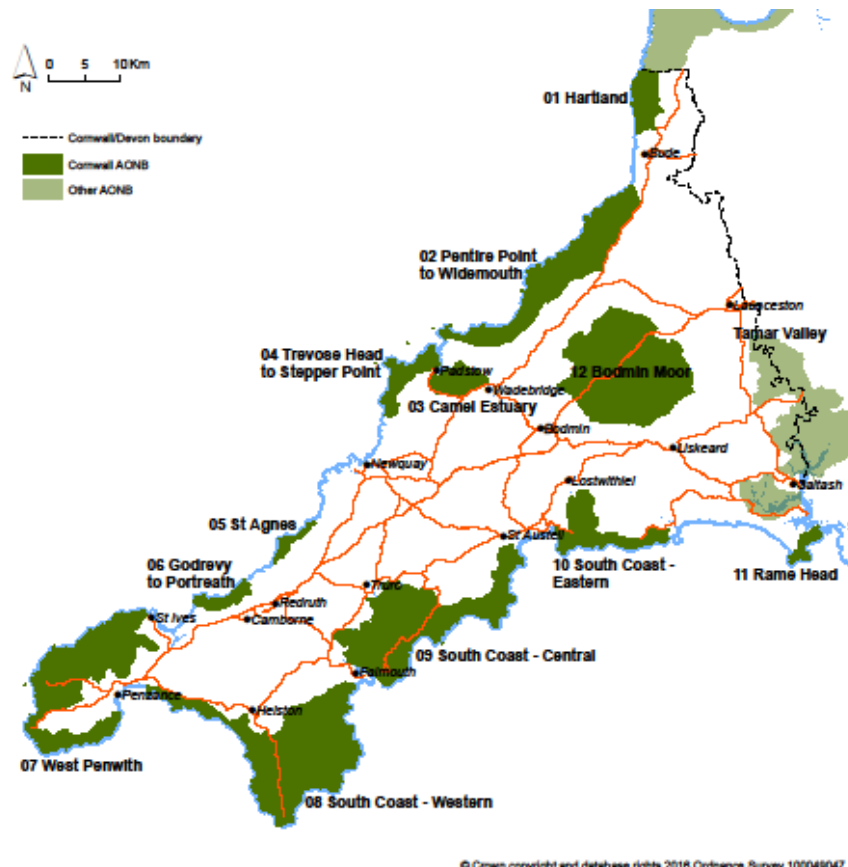 0 5 10 Km
N
Cornwall/Devon boundary
Cornwall AONB
Other AONB
01 Hartland
Bude
02 Pentire Point
to Widemouth
Launceston
Tamar Valley
04 Trevose Head
to Stepper Point
Padstow
12 Bodmin Moor
Wadebridge
03 Camel Estuary
Bodmin
Liskeard
Newquay
Lostwithiel
Saltash
05 St Agnes
St Austell
10 South Coast -
Eastern
11 Rame Head
06 Godrevy
to Portreath
Truro
Redruth
St Ives
Camborne
09 South Coast - Central
Falmouth
Penzance
Helston
07 West Penwith
08 South Coast - Western
© Crown copyright and database rights 2016 Ordnance Survey 100049047